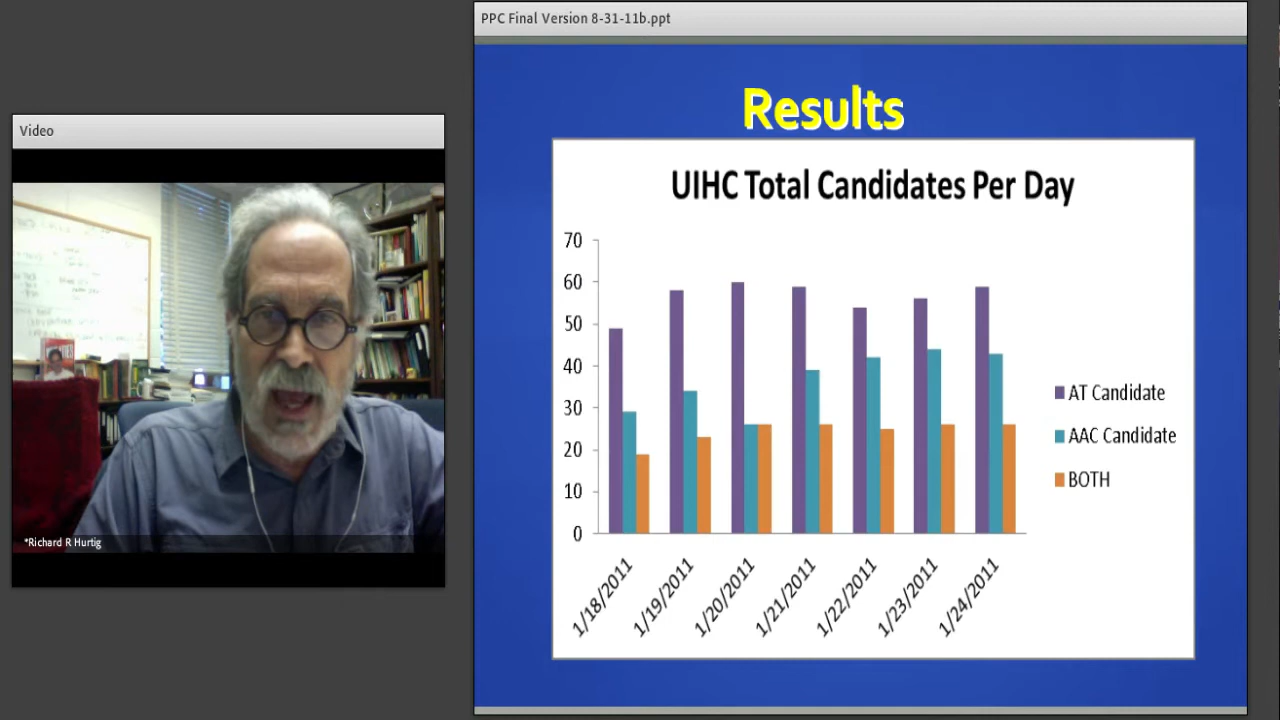 PPC Final Version 8-31-11b.ppt
Video
*Richard R Hurtig
Results
UIHC Total Candidates Per Day
70
60
50
40
30
20
10
0
1/18/2011
1/19/2011
1/20/2011
1/21/2011
1/22/2011
1/23/2011
1/24/2011
AT Candidate
AAC Candidate
BOTH